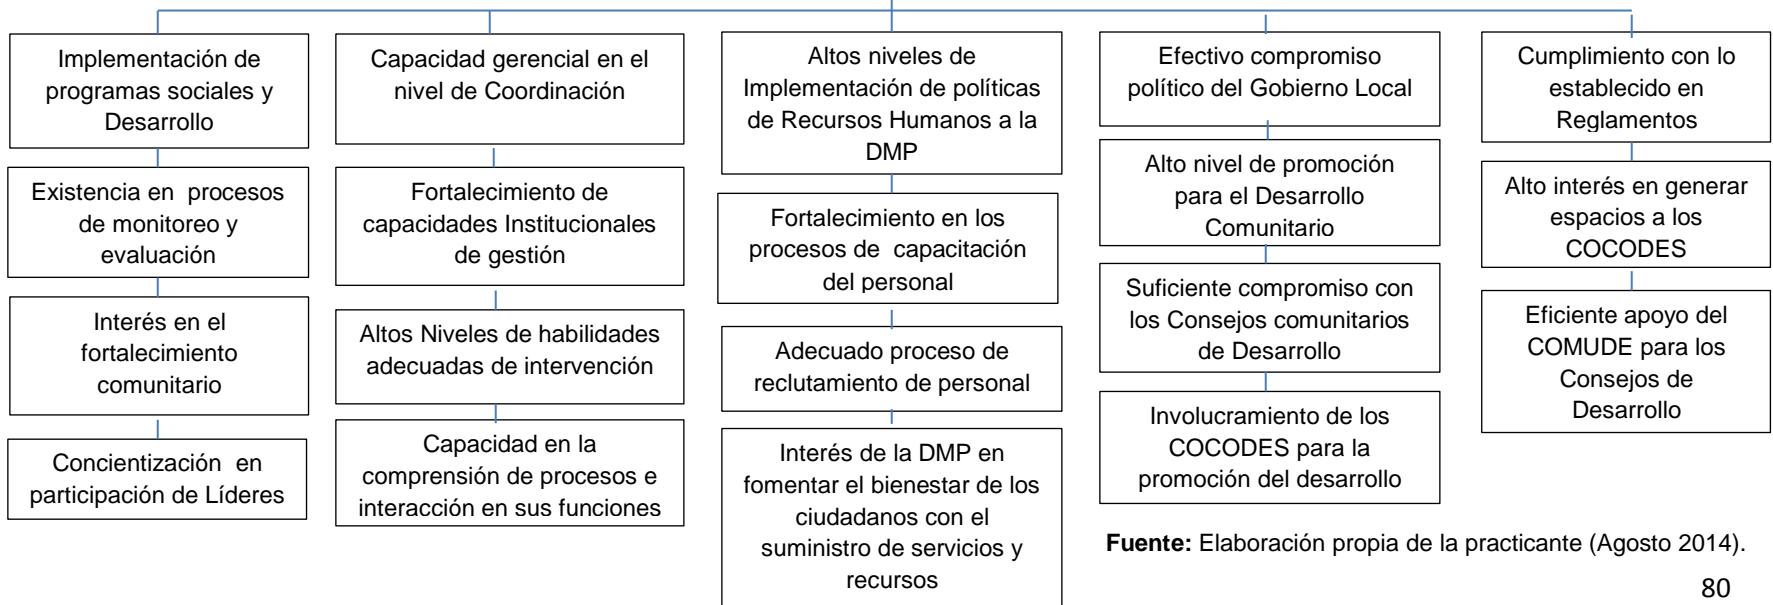 Implementación de
programas sociales y
Desarrollo
Existencia en procesos
de monitoreo y
evaluación
Interés en el
fortalecimiento
comunitario
Concientización en
participación de Líderes
Capacidad gerencial en el
nivel de Coordinación
Fortalecimiento de
capacidades Institucionales
de gestión
Altos Niveles de habilidades
adecuadas de intervención
Capacidad en la
comprensión de procesos e
interacción en sus funciones
Altos niveles de
Implementación de políticas
de Recursos Humanos a la
DMP
Fortalecimiento en los
procesos de capacitación
del personal
Adecuado proceso de
reclutamiento de personal
Interés de la DMP en
fomentar el bienestar de los
ciudadanos con el
suministro de servicios y
recursos
Efectivo compromiso
político del Gobierno Local
Alto nivel de promoción
para el Desarrollo
Comunitario
Suficiente compromiso con
los Consejos comunitarios
de Desarrollo
Involucramiento de los
COCODES para la
promoción del desarrollo
Cumplimiento con lo
establecido en
Reglamentos
Alto interés en generar
espacios a los
COCODES
Eficiente apoyo del
COMUDE para los
Consejos de
Desarrollo
Fuente: Elaboración propia de la practicante (Agosto 2014).
80